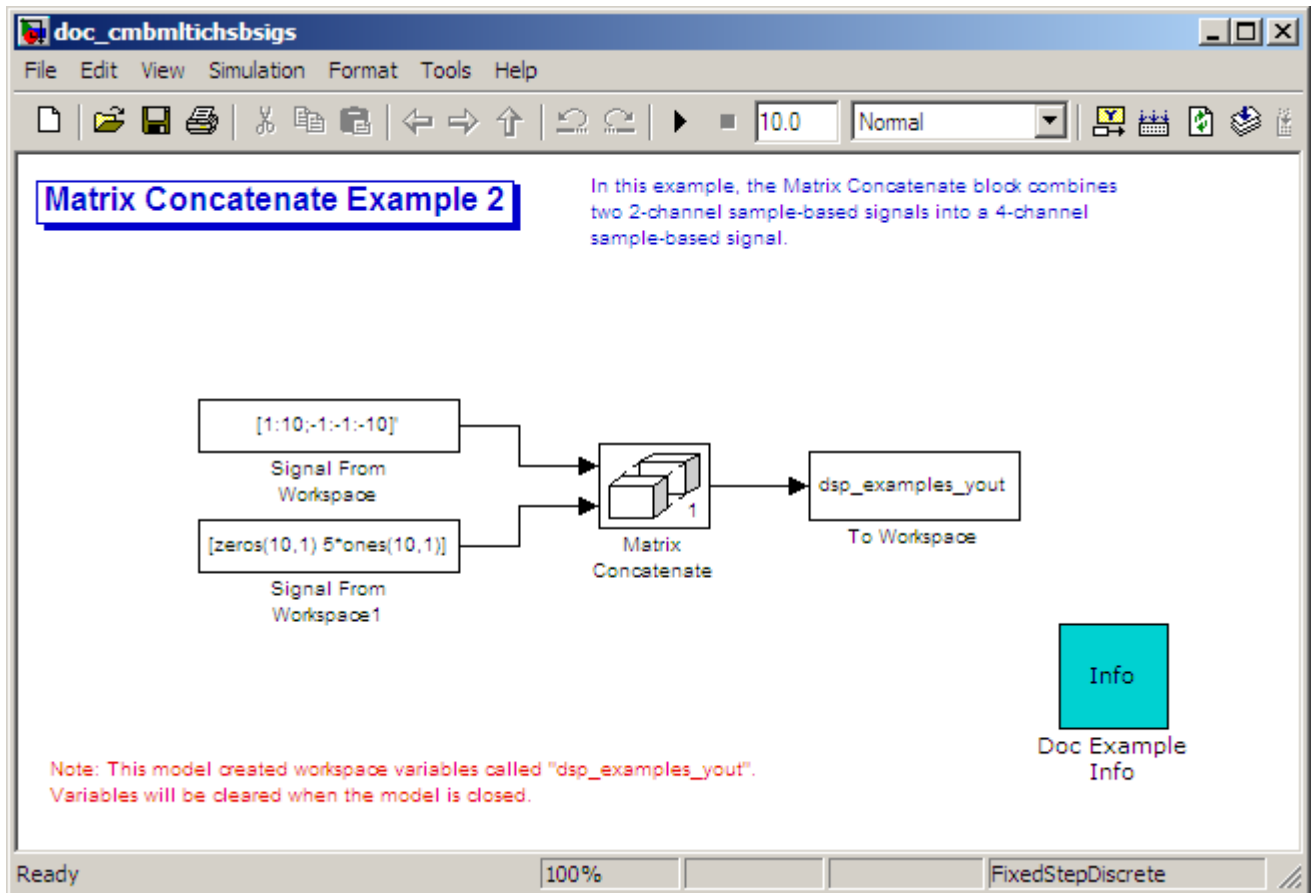 doc_cmbmltichsbsigs
File Edit View Simulation Format Tools Help
10.0 Normal
Matrix Concatenate Example 2
In this example, the Matrix Concatenate block combines
two 2-channel sample-based signals into a 4-channel
sample-based signal.
[1:10;-1:-1:-10]'
Signal From
Workspace
[zeros(10,1) 5*ones(10,1)]
Signal From
Workspace1
1
Matrix
Concatenate
dsp_examples_yout
To Workspace
Info
Doc Example
Info
Note: This model created workspace variables called "dsp_examples_yout".
Variables will be cleared when the model is closed.
Ready 100% FixedStepDiscrete